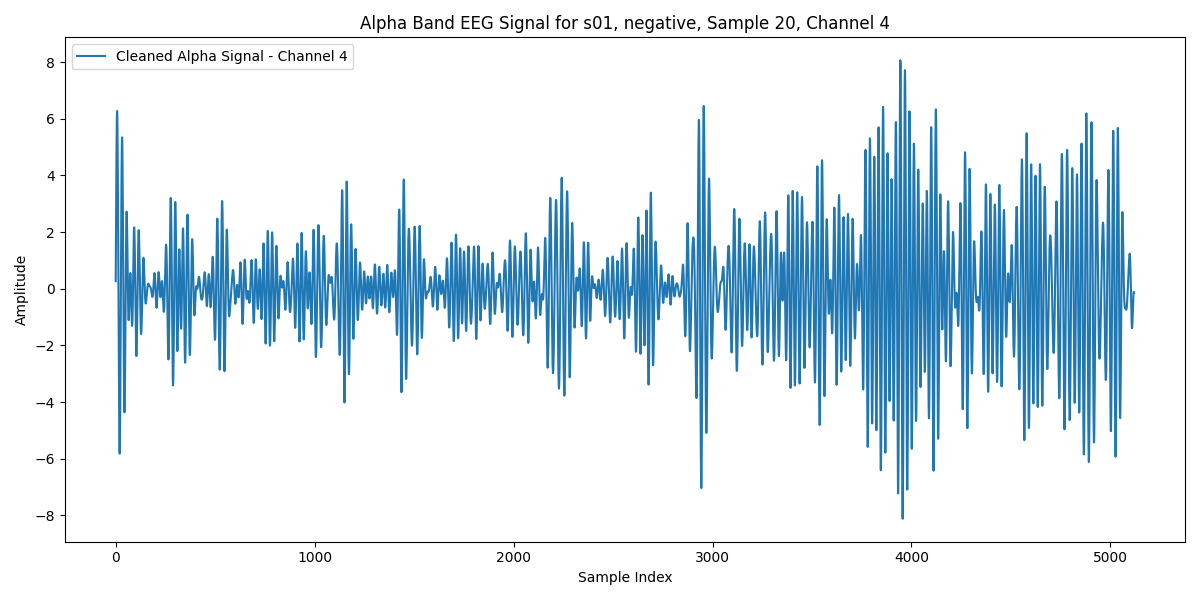 Alpha Band EEG Signal for s01, negative, Sample 20, Channel 4
Cleaned Alpha Signal - Channel 4
Amplitude
8
6
4
2
0
−2
−4
−6
−8
0 1000 2000 3000 4000 5000
Sample Index